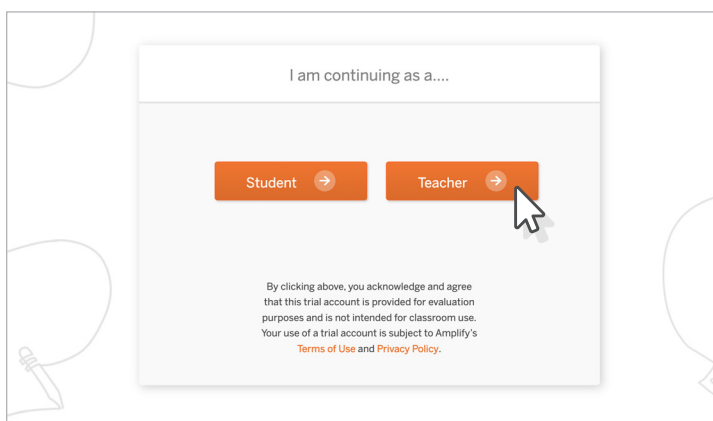 I am continuing as a....
Student Teacher
By clicking above, you acknowledge and agree
that this trial account is provided for evaluation
purposes and is not intended for classroom use.
Your use of a trial account is subject to Amplify's
Terms of Use and Privacy Policy.